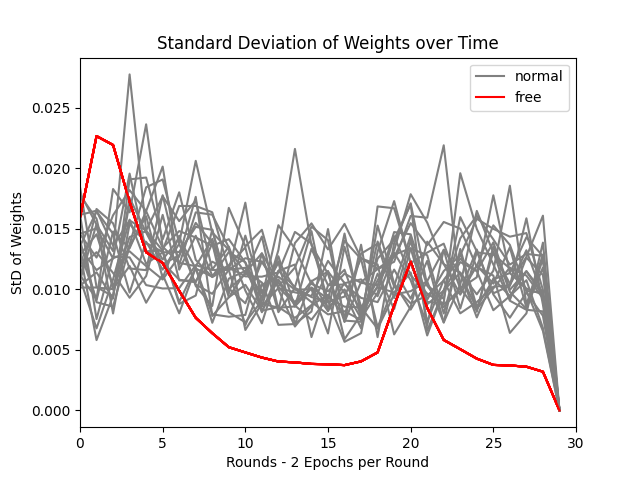 Standard Deviation of Weights over Time
normal
free
StD of Weights
0.025
0.020
0.015
0.010
0.005
0.000
0 5 10 15 20 25 30
Rounds - 2 Epochs per Round